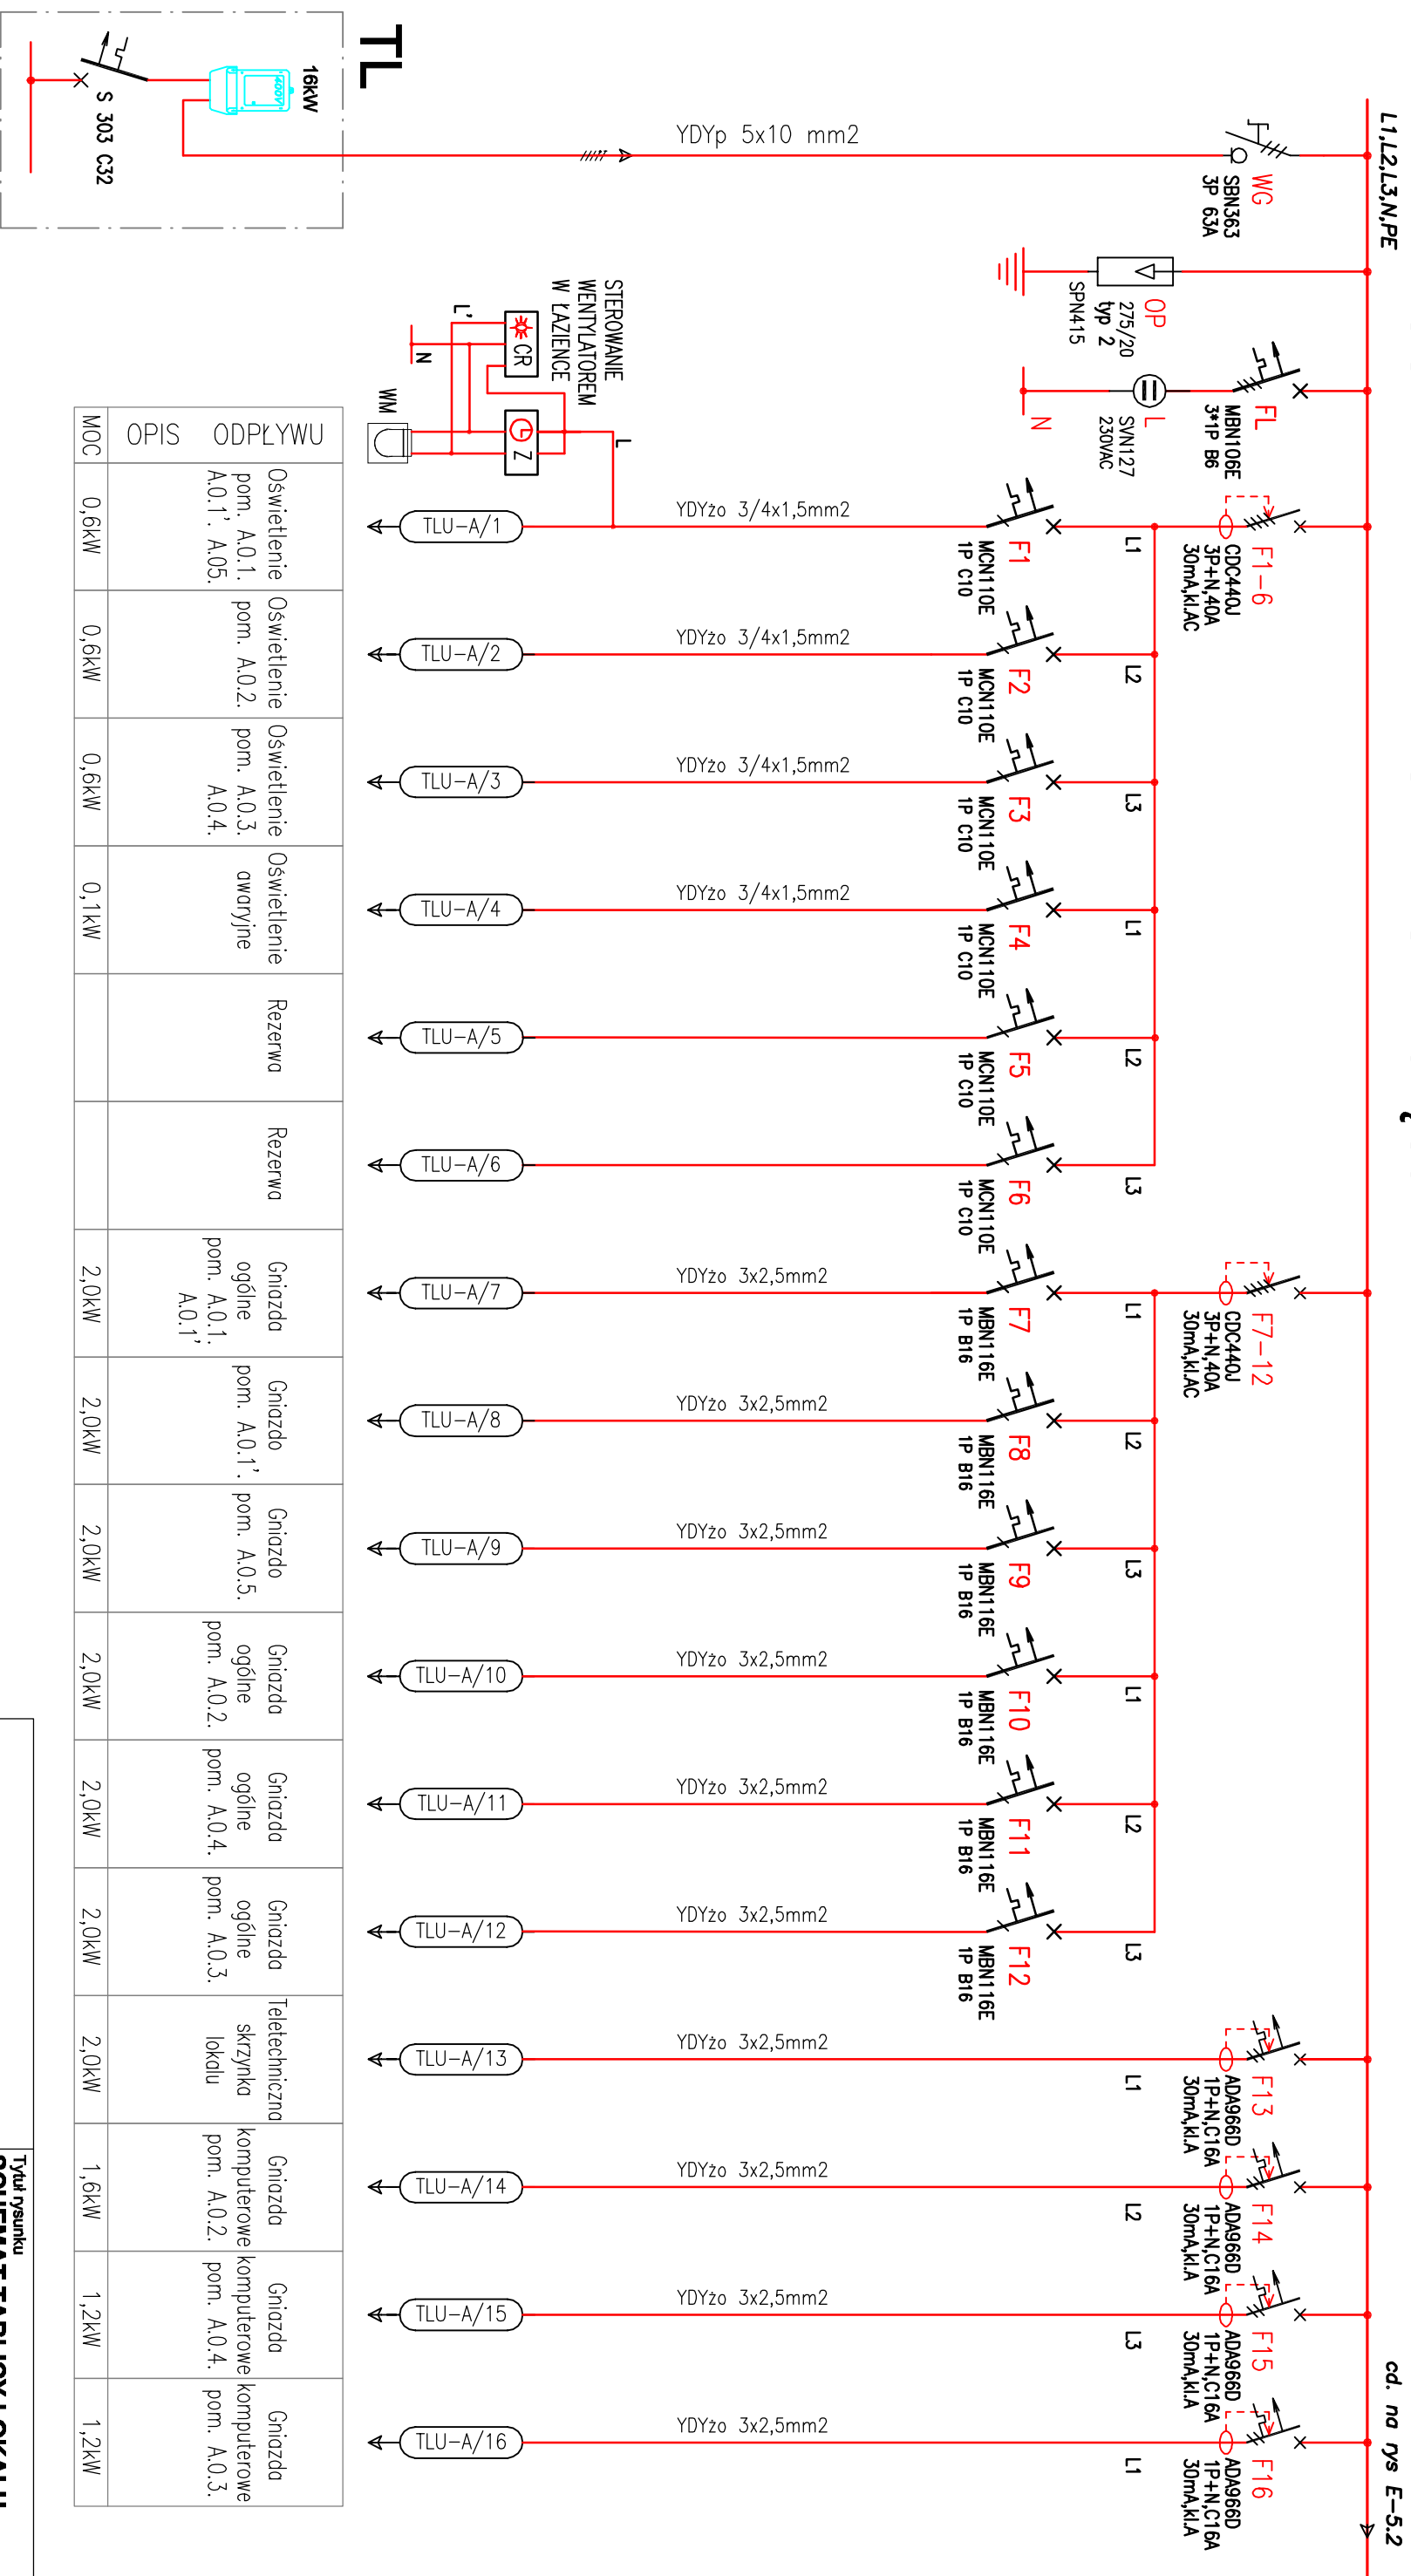 L1,L2,L3,N,PE
cd. na rys E-5.2
TL
16kW
400V
S 303 C32
YDYp 5x10 mm2
WG
SBN363
3P 63A
OP
275/20
typ 2
SPN415
FL
MBN106E
3*1P B6
L
SVN127
230VAC
N
STEROWANIE
WENTYLATOREM
W ŁAZIENCE
L'
N
CR
Z
L
WM
F1-6
CDC440J
3P+N,40A
30mA,kl.AC
L1
F1
MCN110E
1P C10
YDYżo 3/4x1,5mm2
TLU-A/1
L2
F2
MCN110E
1P C10
YDYżo 3/4x1,5mm2
TLU-A/2
L3
F3
MCN110E
1P C10
YDYżo 3/4x1,5mm2
TLU-A/3
L1
F4
MCN110E
1P C10
YDYżo 3/4x1,5mm2
TLU-A/4
L2
F5
MCN110E
1P C10
TLU-A/5
L3
F6
MCN110E
1P C10
TLU-A/6
F7-12
CDC440J
3P+N,40A
30mA,kl.AC
L1
F7
MBN116E
1P B16
YDYżo 3x2,5mm2
TLU-A/7
L2
F8
MBN116E
1P B16
YDYżo 3x2,5mm2
TLU-A/8
L3
F9
MBN116E
1P B16
YDYżo 3x2,5mm2
TLU-A/9
L1
F10
MBN116E
1P B16
YDYżo 3x2,5mm2
TLU-A/10
L2
F11
MBN116E
1P B16
YDYżo 3x2,5mm2
TLU-A/11
L3
F12
MBN116E
1P B16
YDYżo 3x2,5mm2
TLU-A/12
F13
ADA966D
1P+N,C16A
30mA,kl.A
L1
YDYżo 3x2,5mm2
TLU-A/13
F14
ADA966D
1P+N,C16A
30mA,kl.A
L2
YDYżo 3x2,5mm2
TLU-A/14
F15
ADA966D
1P+N,C16A
30mA,kl.A
L3
YDYżo 3x2,5mm2
TLU-A/15
F16
ADA966D
1P+N,C16A
30mA,kl.A
L1
YDYżo 3x2,5mm2
TLU-A/16
ODPŁYWU
OPIS
MOC
Oświetlenie
pom. A.0.1.
A.0.1'. A.05.
0,6kW
Oświetlenie
pom. A.0.2.
0,6kW
Oświetlenie
pom. A.0.3.
A.0.4.
0,6kW
Oświetlenie
awaryjne
0,1kW
Rezerwa
Rezerwa
Gniazda
ogólne
pom. A.0.1.
A.0.1'
2,0kW
Gniazdo
pom. A.0.1'.
2,0kW
Gniazdo
pom. A.0.5.
2,0kW
Gniazda
ogólne
pom. A.0.2.
2,0kW
Gniazda
ogólne
pom. A.0.4.
2,0kW
Gniazda
ogólne
pom. A.0.3.
2,0kW
Teletechniczna
skrzynka
lokalu
2,0kW
Gniazda
komputerowe
pom. A.0.2.
1,6kW
Gniazda
komputerowe
pom. A.0.4.
1,2kW
Gniazda
komputerowe
pom. A.0.3.
1,2kW
Tytuł rysunku
SCHEMAT TABLICY LOKALU